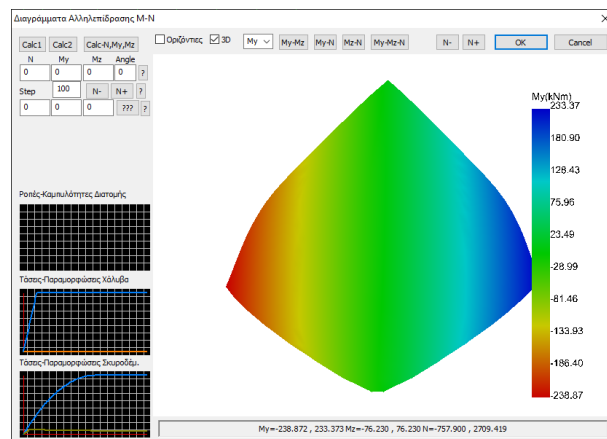 Διαγράμματα Αλληλεπίδρασης M-N
Calc1 Calc2 Calc-N,My,Mz
Οριζόντιες 3D My My-Mz My-N Mz-N My-Mz-N N- N+ OK Cancel
N My Mz Angle
0 0 0 0 ?
Step 100 N- N+ ?
0 0 0 ??? ?
Ροπές-Καμπυλότητες Διατομής
Τάσεις-Παραμορφώσεις Χάλυβα
Τάσεις-Παραμορφώσεις Σκυροδέμ.
My(kNm)
233.37
180.90
128.43
75.96
23.49
-28.99
-81.46
-133.93
-186.40
-238.87
My=-238.872 , 233.373 Mz=-76.230 , 76.230 N=-757.900 , 2709.419